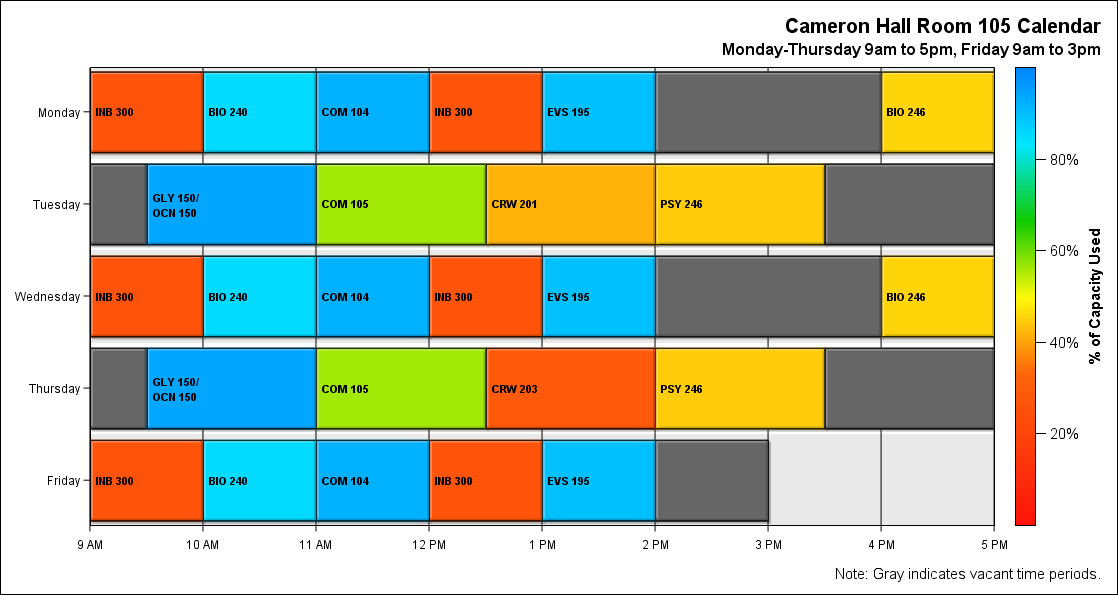 Cameron Hall Room 105 Calendar
Monday-Thursday 9am to 5pm, Friday 9am to 3pm
Monday
INB 300
BIO 240
COM 104
INB 300
EVS 195
BIO 246
Tuesday
GLY 150/
OCN 150
COM 105
CRW 201
PSY 246
Wednesday
INB 300
BIO 240
COM 104
INB 300
EVS 195
BIO 246
Thursday
GLY 150/
OCN 150
COM 105
CRW 203
PSY 246
Friday
INB 300
BIO 240
COM 104
INB 300
EVS 195
9 AM
10 AM
11 AM
12 PM
1 PM
2 PM
3 PM
4 PM
5 PM
80%
60%
40%
20%
% of Capacity Used
Note: Gray indicates vacant time periods.